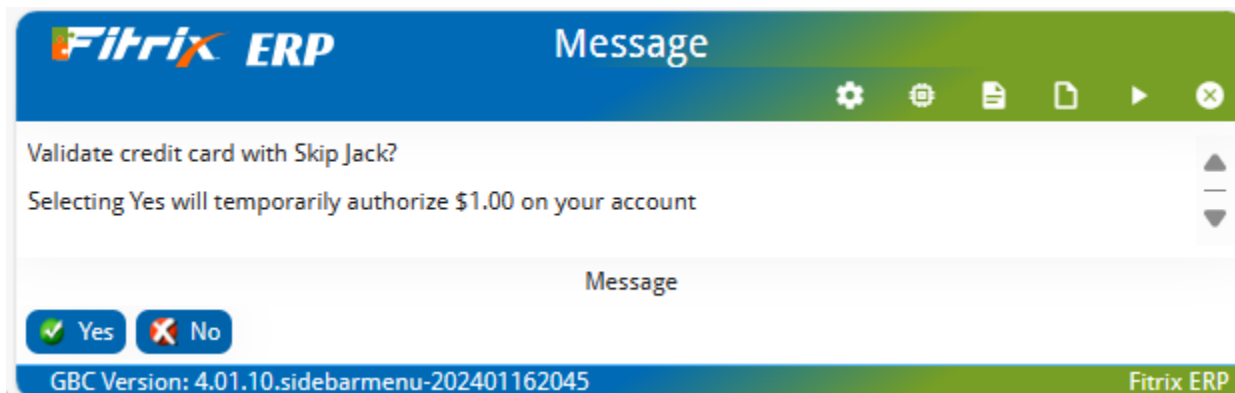 Fitrix ERP
Message
Validate credit card with Skip Jack?
Selecting Yes will temporarily authorize $1.00 on your account
Message
Yes
No
GBC Version: 4.01.10.sidebarmenu-202401162045
Fitrix ERP